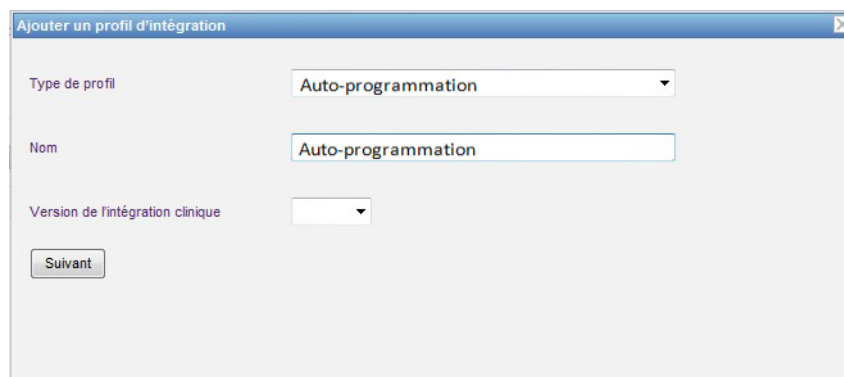 Ajouter un profil d'intégration
Type de profil
Auto-programmation
Nom
Auto-programmation
Version de l'intégration clinique
Suivant